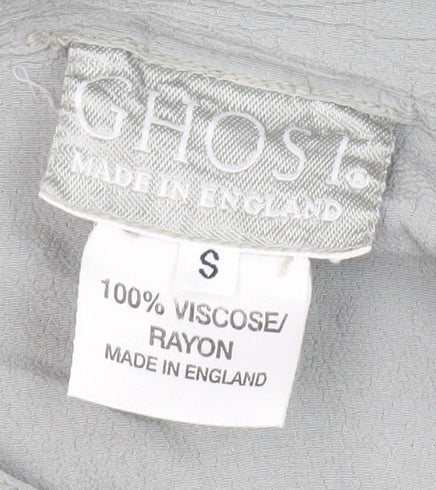 GHOST®
MADE IN ENGLAND
S
100% VISCOSE/
RAYON
MADE IN ENGLAND